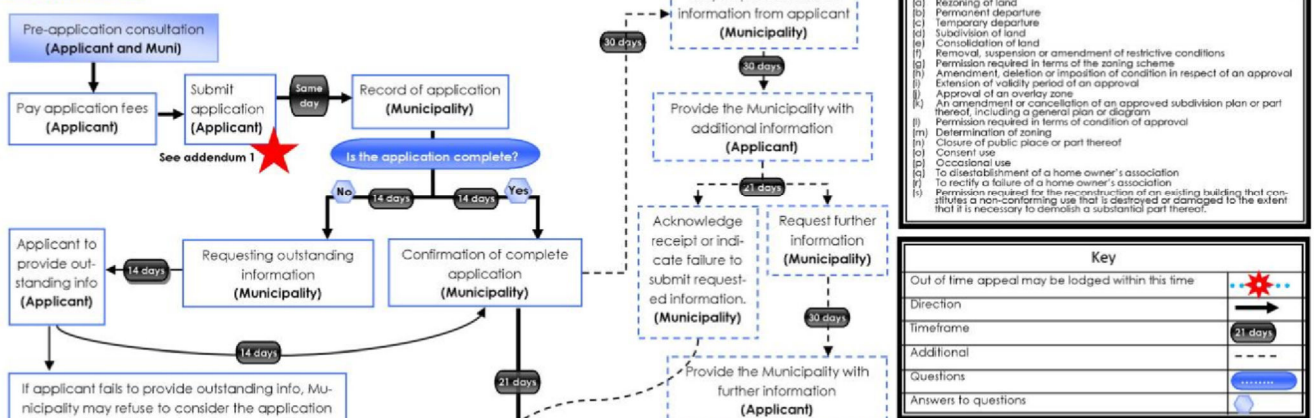 Pre-application consultation
(Applicant and Muni)
Pay application fees
(Applicant)
Submit
application
(Applicant)
See addendum 1
Same
day
Record of application
(Municipality)
Is the application complete?
No
14 days
14 days
Yes
Applicant to
provide out-
standing info
(Applicant)
14 days
Requesting outstanding
information
(Municipality)
Confirmation of complete
application
(Municipality)
14 days
21 days
If applicant fails to provide outstanding info, Mu-
nicipality may refuse to consider the application
30 days
information from applicant
(Municipality)
30 days
Provide the Municipality with
additional information
(Applicant)
21 days
Acknowledge
receipt or indi-
cate failure to
submit request-
ed information.
(Municipality)
Request further
information
(Municipality)
30 days
Provide the Municipality with
further information
(Applicant)
(a) Rezoning of land
(b) Permanent departure
(c) Temporary departure
(d) Subdivision of land
(e) Consolidation of land
(f) Removal, suspension or amendment of restrictive conditions
(g) Permission required in terms of the zoning scheme
(h) Amendment, deletion or imposition of condition in respect of an approval
(i) Extension of validity period of an approval
(j) Approval of an overlay zone
(k) An amendment or cancellation of an approved subdivision plan or part
thereof, including a general plan or diagram
(l) Permission required in terms of condition of approval
(m) Determination of zoning
(n) Closure of public place or part thereof
(o) Consent use
(p) Occasional use
(q) To disestablishment of a home owner's association
(r) To rectify a failure of a home owner's association
(s) Permission required for the reconstruction of an existing building that con-
stitutes a non-conforming use that is destroyed or damaged to the extent
that it is necessary to demolish a substantial part thereof.
Key
Out of time appeal may be lodged within this time
Direction
Timeframe
21 days
Additional
Questions
........
Answers to questions